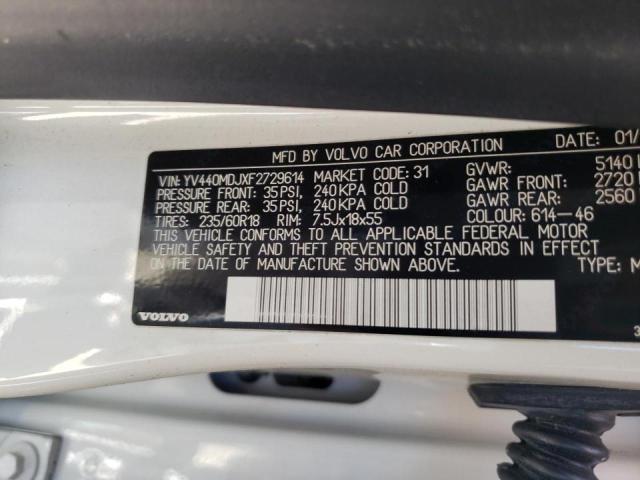 MFD BY VOLVO CAR CORPORATION DATE: 01/
VIN: YV440MDJXF2729614 MARKET CODE: 31 GVWR: 5140
PRESSURE FRONT: 35PSI, 240KPA COLD GAWR FRONT: 2720
PRESSURE REAR: 35PSI, 240KPA COLD GAWR REAR: 2560
TIRES: 235/60R18 RIM: 7.5Jx18x55 COLOUR: 614-46
THIS VEHICLE CONFORMS TO ALL APPLICABLE FEDERAL MOTOR
VEHICLE SAFETY AND THEFT PREVENTION STANDARDS IN EFFECT
ON THE DATE OF MANUFACTURE SHOWN ABOVE. TYPE: M
VOLVO